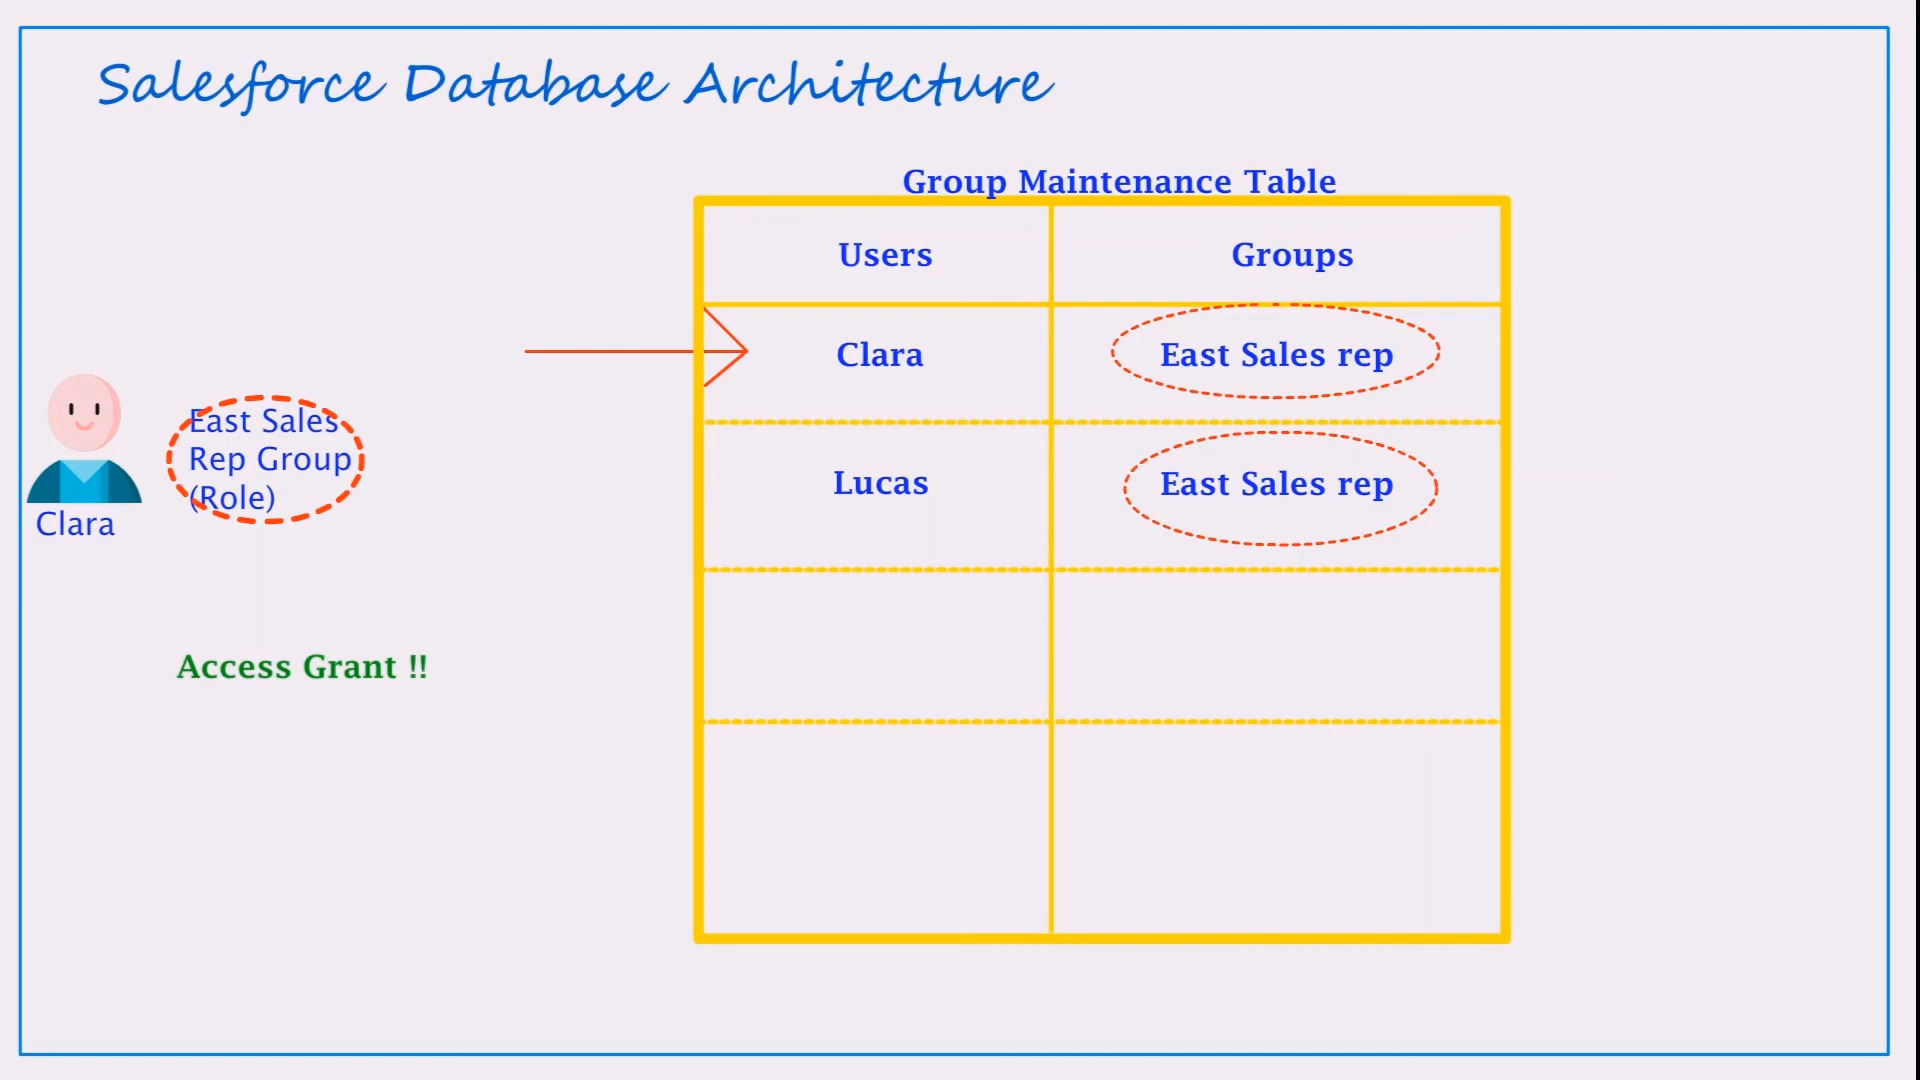 Salesforce Database Architecture
Group Maintenance Table
Users Groups
Clara East Sales rep
Lucas East Sales rep
East Sales
Rep Group
(Role)
Clara
Access Grant !!